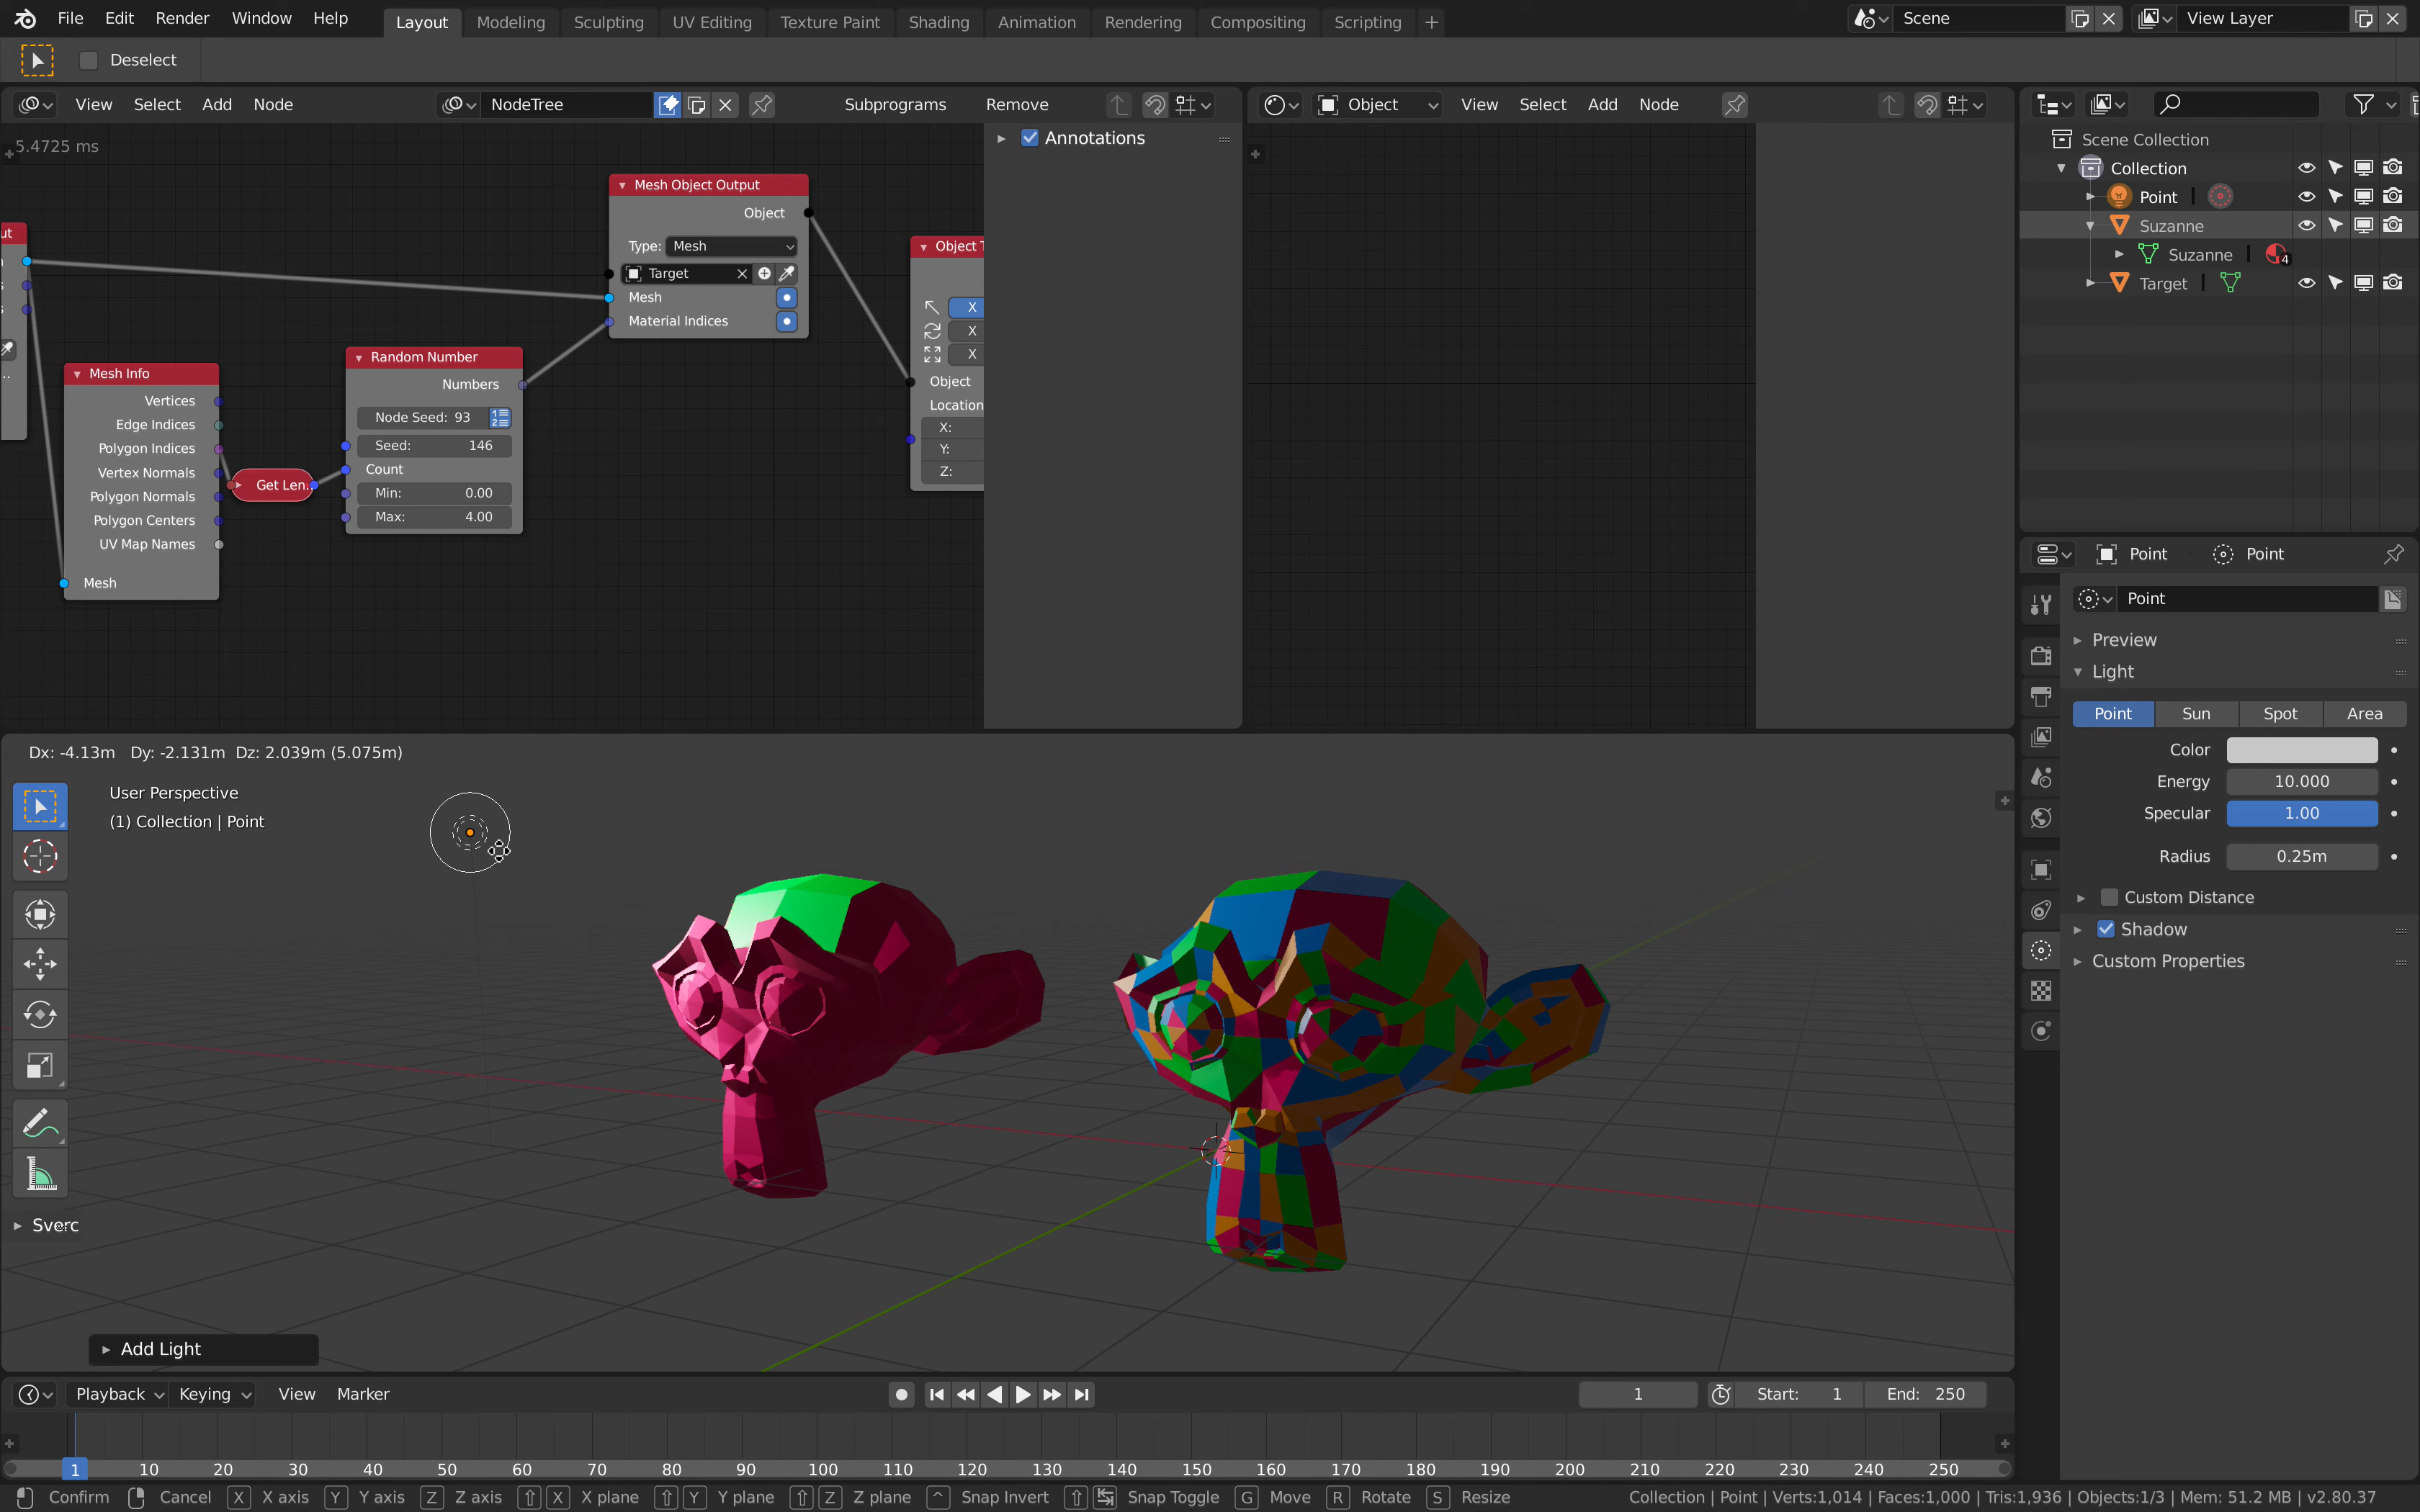 File Edit Render Window Help Layout Modeling Sculpting UV Editing Texture Paint Shading Animation Rendering Compositing Scripting + Scene View Layer
Deselect
View Select Add Node NodeTree Subprograms Remove
Object View Select Add Node
5.4725 ms
Annotations
Scene Collection
Collection
Point
Suzanne
Suzanne 4
Target
ut
Mesh Info
Vertices
Edge Indices
Polygon Indices
Vertex Normals
Polygon Normals
Polygon Centers
UV Map Names
Mesh
Get Len...
Random Number
Numbers
Node Seed: 93
Seed: 146
Count
Min: 0.00
Max: 4.00
Mesh Object Output
Object
Type: Mesh
Target
Mesh
Material Indices
Object T
X
X
X
Object
Location
X:
Y:
Z:
Point Point
Point
Preview
Light
Point Sun Spot Area
Color
Energy 10.000
Specular 1.00
Radius 0.25m
Custom Distance
Shadow
Custom Properties
Dx: -4.13m Dy: -2.131m Dz: 2.039m (5.075m)
User Perspective
(1) Collection | Point
Sverc
Add Light
Playback Keying View Marker 1 Start: 1 End: 250
1 10 20 30 40 50 60 70 80 90 100 110 120 130 140 150 160 170 180 190 200 210 220 230 240 250
Confirm Cancel X X axis Y Y axis Z Z axis X X plane Y Y plane Z Z plane ^ Snap Invert Snap Toggle G Move R Rotate S Resize Collection | Point | Verts:1,014 | Faces:1,000 | Tris:1,936 | Objects:1/3 | Mem: 51.2 MB | v2.80.37